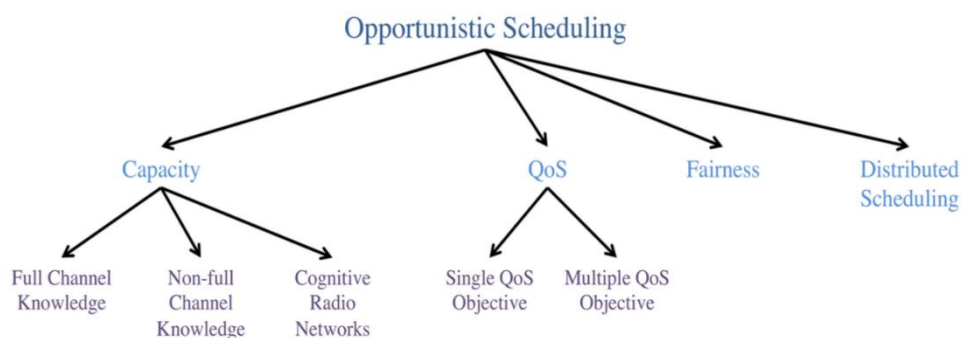 Opportunistic Scheduling
Capacity
QoS
Fairness
Distributed
Scheduling
Full Channel
Knowledge
Non-full
Channel
Knowledge
Cognitive
Radio
Networks
Single QoS
Objective
Multiple QoS
Objective